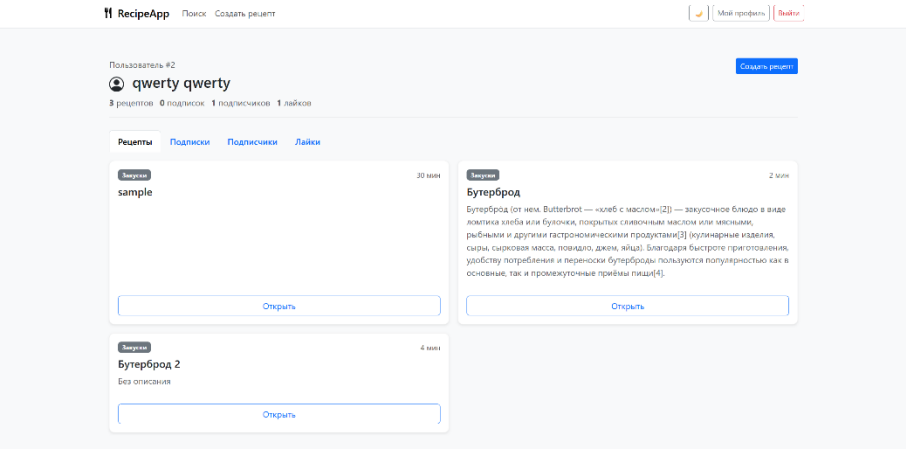 RecipeApp Поиск Создать рецепт Мой профиль Выйти
Пользователь #2 Создать рецепт
qwerty qwerty
3 рецептов 0 подписок 1 подписчиков 1 лайков
Рецепты Подписки Подписчики Лайки
Закуски 30 мин
sample
Открыть
Закуски 2 мин
Бутерброд
Бутербро́д (от нем. Butterbrot — «хлеб с маслом»[2]) — закусочное блюдо в виде
ломтика хлеба или булочки, покрытых сливочным маслом или мясными,
рыбными и другими гастрономическими продуктами[3] (кулинарные изделия,
сыры, сырковая масса, повидло, джем, яйца). Благодаря быстроте приготовления,
удобству потребления и переноски бутерброды пользуются популярностью как в
основные, так и промежуточные приёмы пищи[4].
Открыть
Закуски 4 мин
Бутерброд 2
Без описания
Открыть